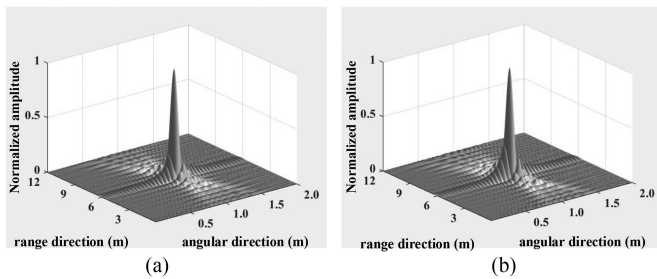 1
0.5
0
12
9
6
3
0.5
1.0
1.5
2.0
Normalized amplitude
range direction (m)
angular direction (m)
(a)
1
0.5
0
12
9
6
3
0.5
1.0
1.5
2.0
Normalized amplitude
range direction (m)
angular direction (m)
(b)